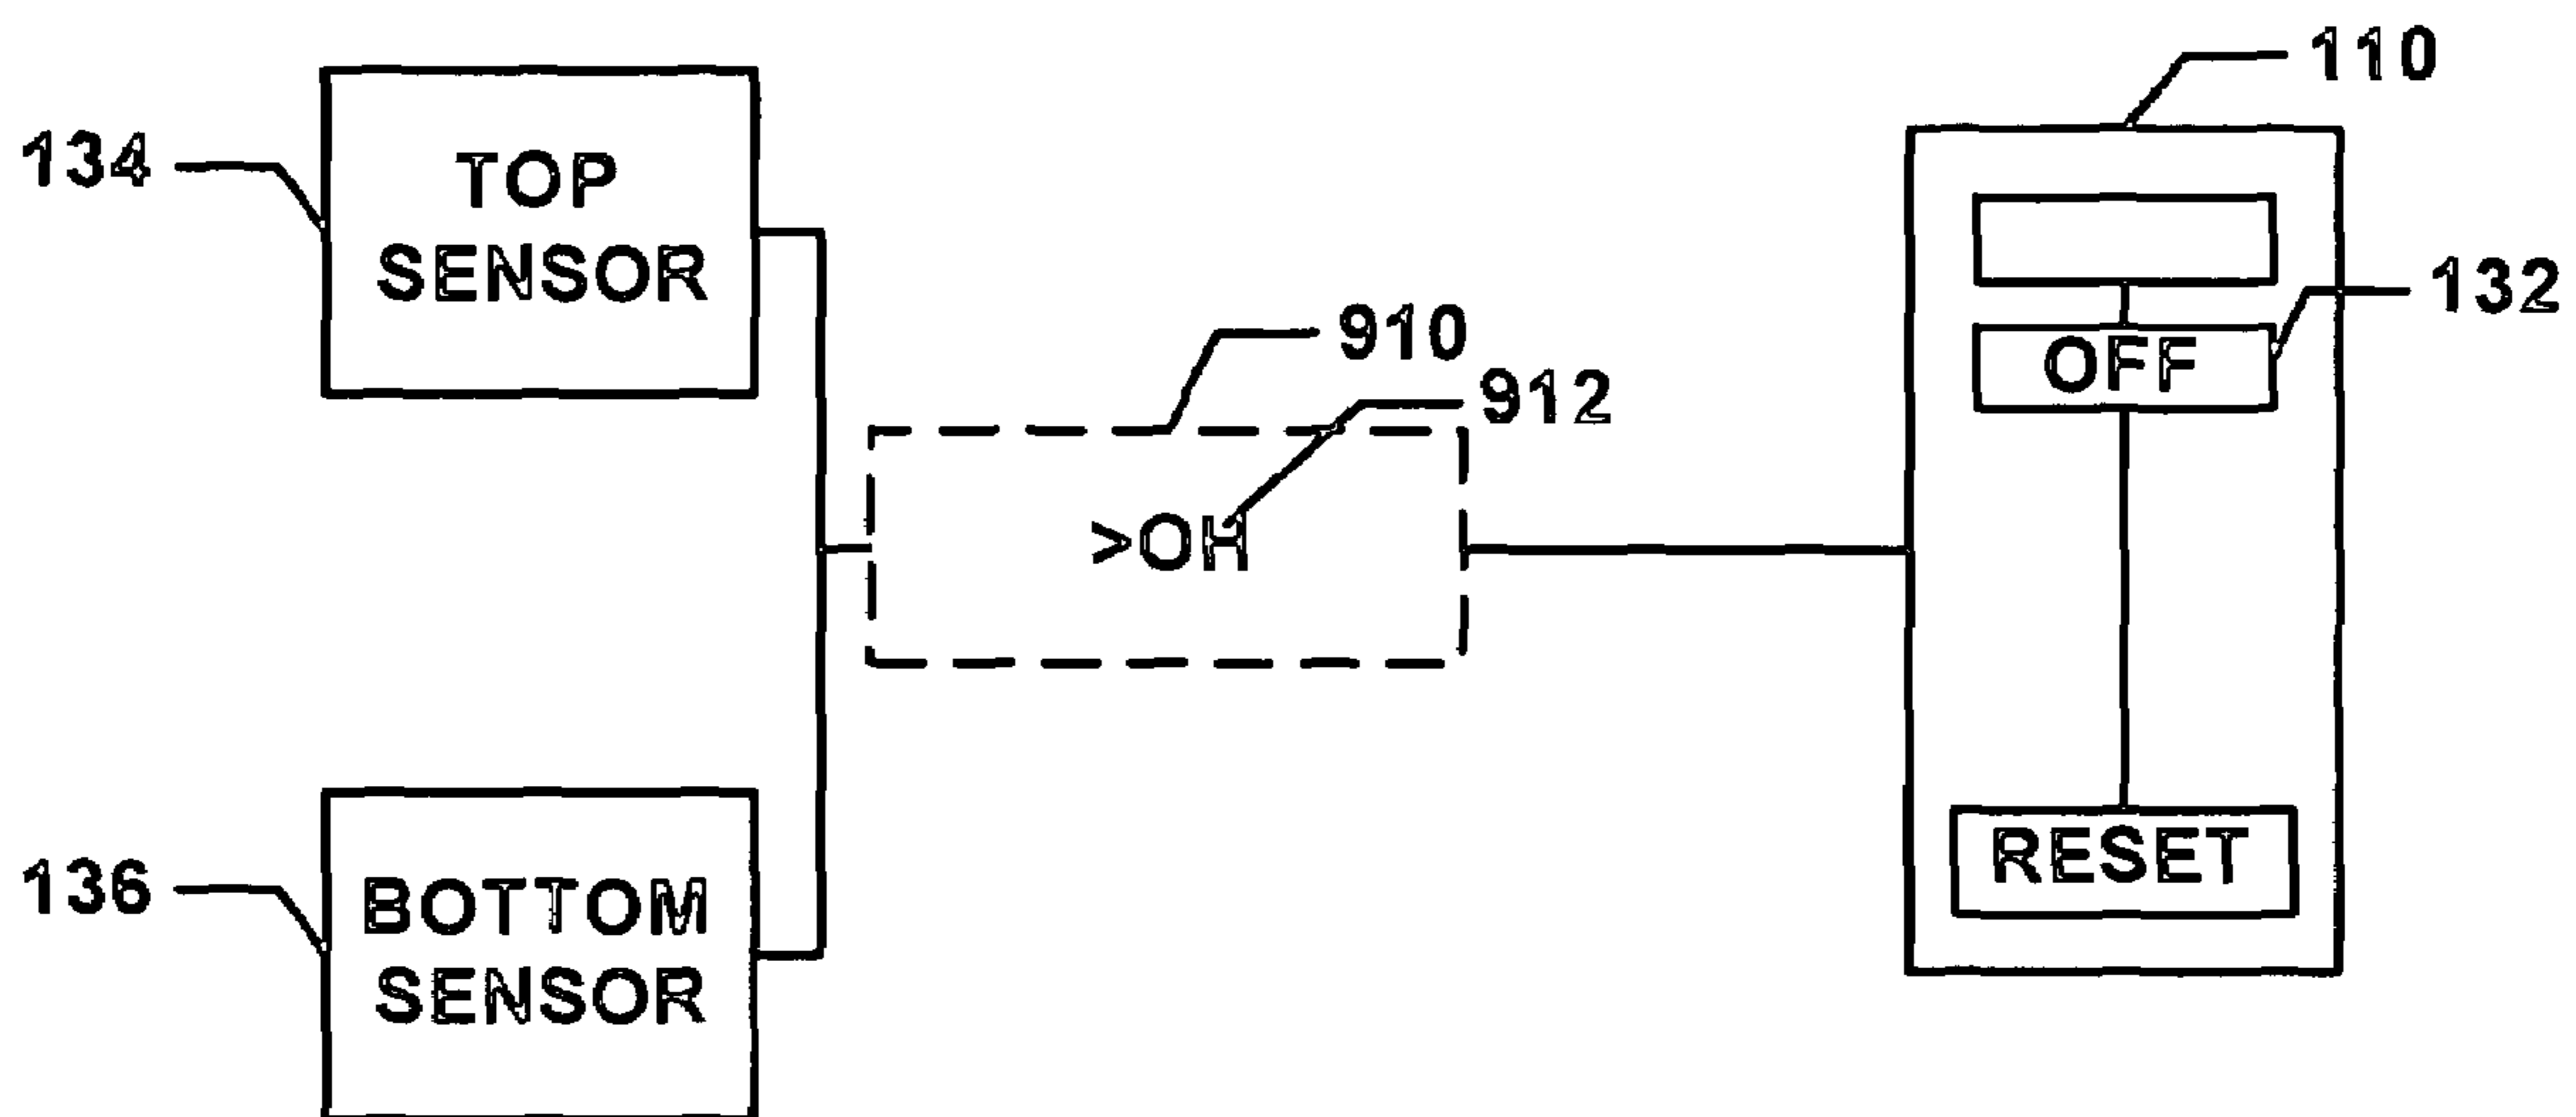 110
134
TOP
SENSOR
132
910
OFF
912
>OH
RESET
136
BOTTOM
SENSOR